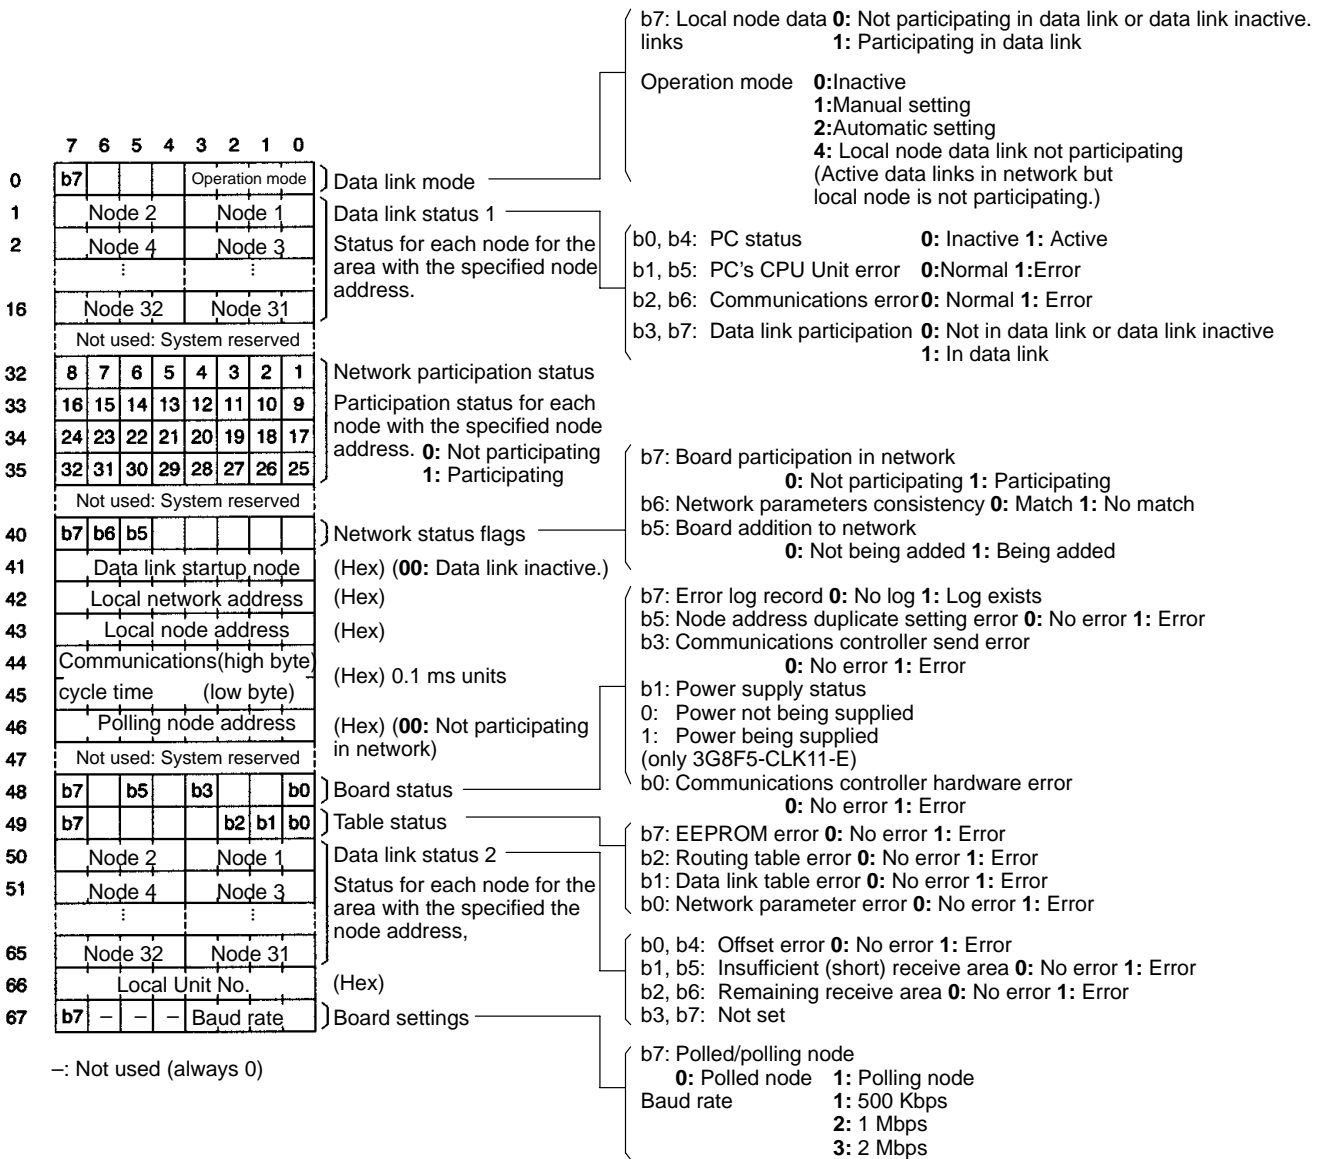 7 6 5 4 3 2 1 0
0 b7 Operation mode Data link mode
1 Node 2 Node 1 Data link status 1
2 Node 4 Node 3 Status for each node for the
area with the specified node
address.
⋮ ⋮
16 Node 32 Node 31
Not used: System reserved
32 8 7 6 5 4 3 2 1 Network participation status
33 16 15 14 13 12 11 10 9 Participation status for each
node with the specified node
34 24 23 22 21 20 19 18 17 address. 0: Not participating
35 32 31 30 29 28 27 26 25 1: Participating
Not used: System reserved
40 b7 b6 b5 Network status flags
41 Data link startup node (Hex) (00: Data link inactive.)
42 Local network address (Hex)
43 Local node address (Hex)
44 Communications(high byte)
(Hex) 0.1 ms units
45 cycle time (low byte)
46 Polling node address (Hex) (00: Not participating
in network)
47 Not used: System reserved
48 b7 b5 b3 b0 Board status
49 b7 b2 b1 b0 Table status
50 Node 2 Node 1 Data link status 2
51 Node 4 Node 3 Status for each node for the
area with the specified the
node address,
⋮ ⋮
65 Node 32 Node 31
66 Local Unit No. (Hex)
67 b7 – – – Baud rate Board settings
–: Not used (always 0)
b7: Local node data 0: Not participating in data link or data link inactive.
links 1: Participating in data link
Operation mode 0:Inactive
1:Manual setting
2:Automatic setting
4: Local node data link not participating
(Active data links in network but
local node is not participating.)
b0, b4: PC status 0: Inactive 1: Active
b1, b5: PC's CPU Unit error 0:Normal 1:Error
b2, b6: Communications error 0: Normal 1: Error
b3, b7: Data link participation 0: Not in data link or data link inactive
1: In data link
b7: Board participation in network
0: Not participating 1: Participating
b6: Network parameters consistency 0: Match 1: No match
b5: Board addition to network
0: Not being added 1: Being added
b7: Error log record 0: No log 1: Log exists
b5: Node address duplicate setting error 0: No error 1: Error
b3: Communications controller send error
0: No error 1: Error
b1: Power supply status
0: Power not being supplied
1: Power being supplied
(only 3G8F5-CLK11-E)
b0: Communications controller hardware error
0: No error 1: Error
b7: EEPROM error 0: No error 1: Error
b2: Routing table error 0: No error 1: Error
b1: Data link table error 0: No error 1: Error
b0: Network parameter error 0: No error 1: Error
b0, b4: Offset error 0: No error 1: Error
b1, b5: Insufficient (short) receive area 0: No error 1: Error
b2, b6: Remaining receive area 0: No error 1: Error
b3, b7: Not set
b7: Polled/polling node
0: Polled node 1: Polling node
Baud rate 1: 500 Kbps
2: 1 Mbps
3: 2 Mbps